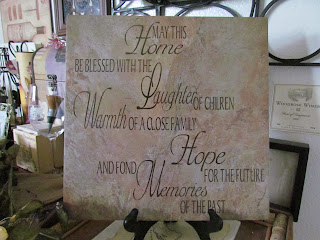 MAY THIS
Home
BE BLESSED WITH THE
Laughter OF CHILREN
Warmth OF A CLOSE FAMILY
Hope
AND FOND FOR THE FUTURE
Memories
OF THE PAST